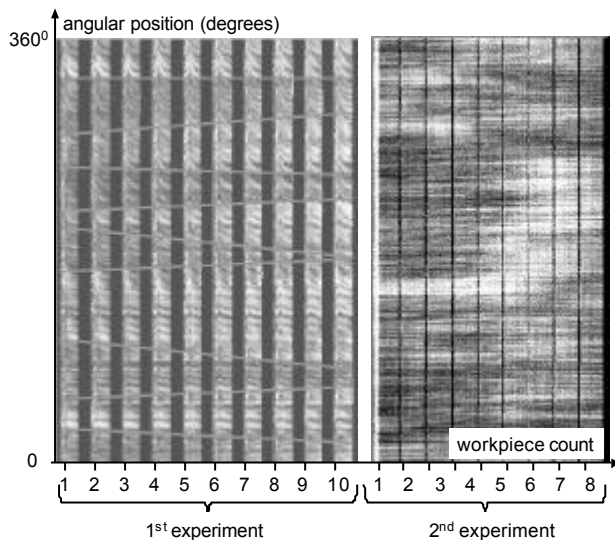 angular position (degrees)
360⁰
workpiece count
0
1 2 3 4 5 6 7 8 9 10 1 2 3 4 5 6 7 8
1ˢᵗ experiment 2ⁿᵈ experiment